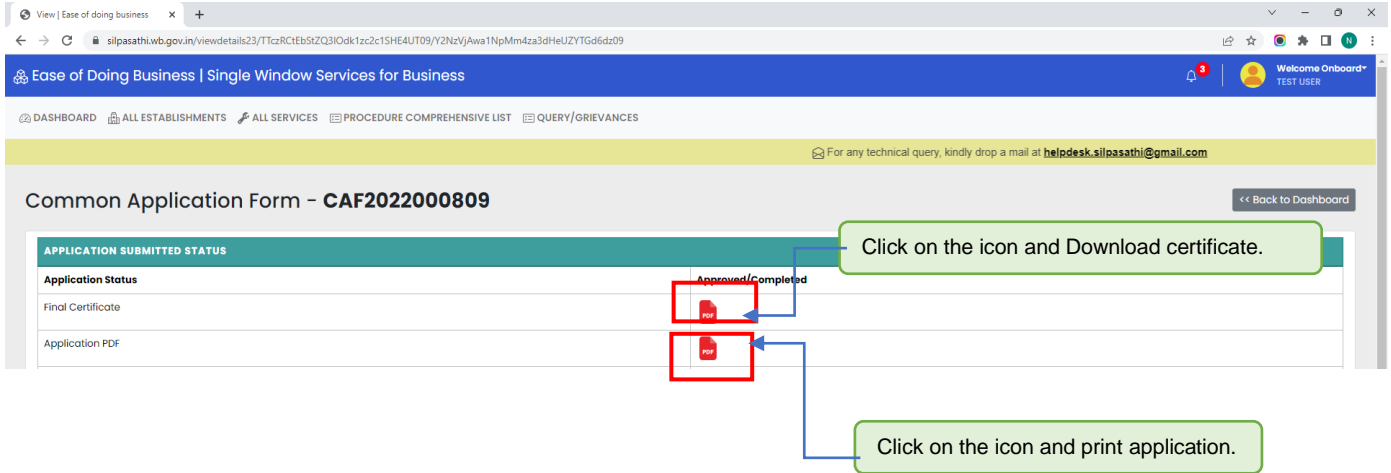 View | Ease of doing business
silpasathi.wb.gov.in/viewdetails23/TTczRCtEbStZQ3IOdk1zc2c1SHE4UT09/Y2NzVjAwa1NpMm4za3dHeUZYTGd6dz09
Ease of Doing Business | Single Window Services for Business
3
Welcome Onboard
TEST USER
DASHBOARD ALL ESTABLISHMENTS ALL SERVICES PROCEDURE COMPREHENSIVE LIST QUERY/GRIEVANCES
For any technical query, kindly drop a mail at helpdesk.silpasathi@gmail.com
Common Application Form - CAF2022000809
<< Back to Dashboard
APPLICATION SUBMITTED STATUS
Click on the icon and Download certificate.
Application Status Approved/Completed
Final Certificate PDF
Application PDF PDF
Click on the icon and print application.
N